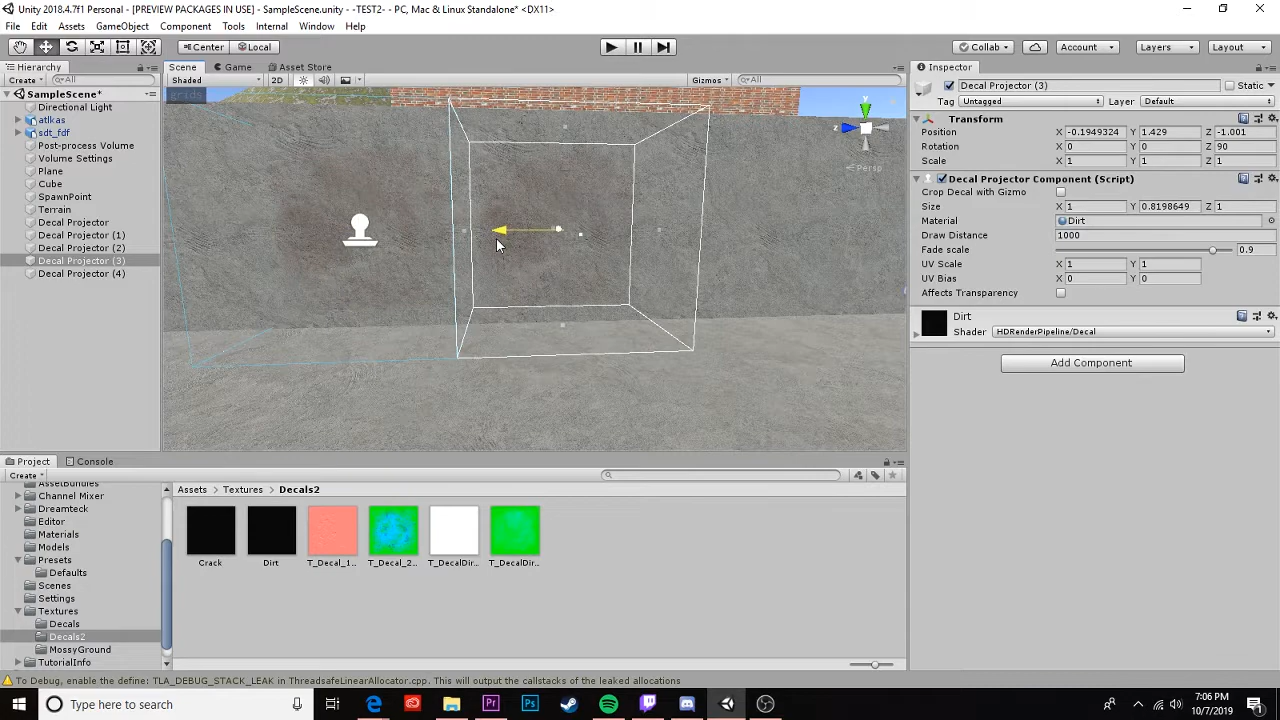 Unity 2018.4.7f1 Personal - [PREVIEW PACKAGES IN USE] - SampleScene.unity - -TEST2- - PC, Mac & Linux Standalone* <DX11>
File Edit Assets GameObject Component Tools Internal Window Help
Center Local Collab Account Layers Layout
Hierarchy Scene Game Asset Store Inspector
Create All Shaded 2D Gizmos All
Decal Projector (3) Static
SampleScene*
grids
Tag Untagged Layer Default
Directional Light
atlkas
sdt_fdf
Post-process Volume
Volume Settings
Plane
Cube
SpawnPoint
Terrain
Decal Projector
Decal Projector (1)
Decal Projector (2)
Decal Projector (3)
Decal Projector (4)
y
z
Persp
Transform
Position X -0.1949324 Y 1.429 Z -1.001
Rotation X 0 Y 0 Z 90
Scale X 1 Y 1 Z 1
Decal Projector Component (Script)
Crop Decal with Gizmo
Size X 1 Y 0.8198649 Z 1
Material Dirt
Draw Distance 1000
Fade scale 0.9
UV Scale X 1 Y 1
UV Bias X 0 Y 0
Affects Transparency
Dirt
Shader HDRenderPipeline/Decal
Add Component
Project Console
Create
AssetBundles
Channel Mixer
Dreamteck
Editor
Materials
Models
Presets
Defaults
Scenes
Settings
Textures
Decals
Decals2
MossyGround
TutorialInfo
Assets Textures Decals2
Crack Dirt T_Decal_1... T_Decal_2... T_DecalDir... T_DecalDir...
To Debug, enable the define: TLA_DEBUG_STACK_LEAK in ThreadsafeLinearAllocator.cpp. This will output the callstacks of the leaked allocations
Type here to search
7:06 PM
10/7/2019